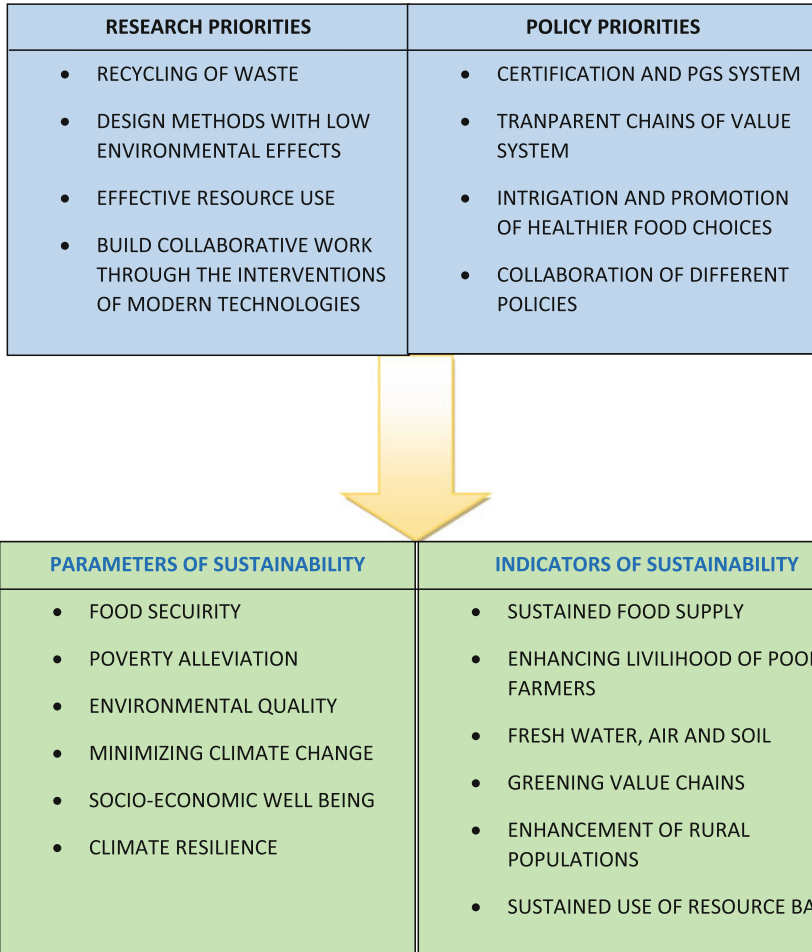 RESEARCH PRIORITIES
• RECYCLING OF WASTE
• DESIGN METHODS WITH LOW
ENVIRONMENTAL EFFECTS
• EFFECTIVE RESOURCE USE
• BUILD COLLABORATIVE WORK
THROUGH THE INTERVENTIONS
OF MODERN TECHNOLOGIES
POLICY PRIORITIES
• CERTIFICATION AND PGS SYSTEM
• TRANPARENT CHAINS OF VALUE
SYSTEM
• INTRIGATION AND PROMOTION
OF HEALTHIER FOOD CHOICES
• COLLABORATION OF DIFFERENT
POLICIES
PARAMETERS OF SUSTAINABILITY
• FOOD SECUIRITY
• POVERTY ALLEVIATION
• ENVIRONMENTAL QUALITY
• MINIMIZING CLIMATE CHANGE
• SOCIO-ECONOMIC WELL BEING
• CLIMATE RESILIENCE
INDICATORS OF SUSTAINABILITY
• SUSTAINED FOOD SUPPLY
• ENHANCING LIVILIHOOD OF
FARMERS
• FRESH WATER, AIR AND SOIL
• GREENING VALUE CHAINS
• ENHANCEMENT OF RURAL
POPULATIONS
• SUSTAINED USE OF RESOURCE